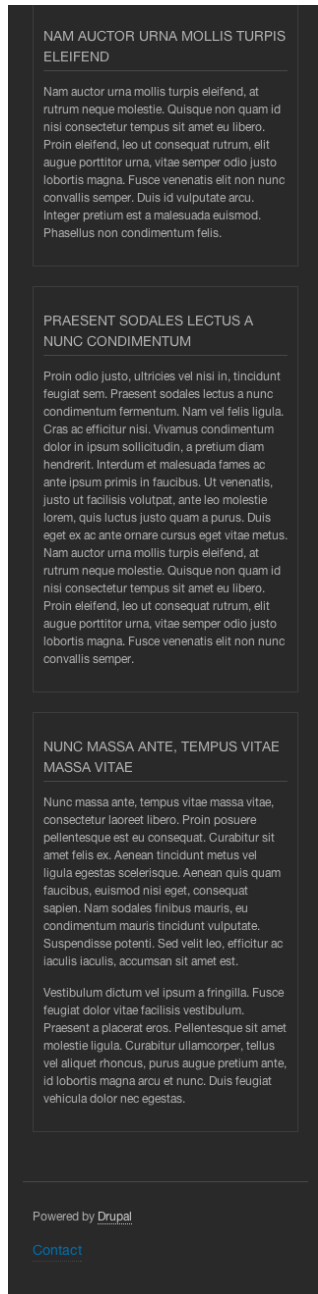 NAM AUCTOR URNA MOLLIS TURPIS
ELEIFEND
Nam auctor urna mollis turpis eleifend, at
rutrum neque molestie. Quisque non quam id
nisi consectetur tempus sit amet eu libero.
Proin eleifend, leo ut consequat rutrum, elit
augue porttitor urna, vitae semper odio justo
lobortis magna. Fusce venenatis elit non nunc
convallis semper. Duis id vulputate arcu.
Integer pretium est a malesuada euismod.
Phasellus non condimentum felis.
PRAESENT SODALES LECTUS A
NUNC CONDIMENTUM
Proin odio justo, ultricies vel nisi in, tincidunt
feugiat sem. Praesent sodales lectus a nunc
condimentum fermentum. Nam vel felis ligula.
Cras ac efficitur nisi. Vivamus condimentum
dolor in ipsum sollicitudin, a pretium diam
hendrerit. Interdum et malesuada fames ac
ante ipsum primis in faucibus. Ut venenatis,
justo ut facilisis volutpat, ante leo molestie
lorem, quis luctus justo quam a purus. Duis
eget ex ac ante ornare cursus eget vitae metus.
Nam auctor urna mollis turpis eleifend, at
rutrum neque molestie. Quisque non quam id
nisi consectetur tempus sit amet eu libero.
Proin eleifend, leo ut consequat rutrum, elit
augue porttitor urna, vitae semper odio justo
lobortis magna. Fusce venenatis elit non nunc
convallis semper.
NUNC MASSA ANTE, TEMPUS VITAE
MASSA VITAE
Nunc massa ante, tempus vitae massa vitae,
consectetur laoreet libero. Proin posuere
pellentesque est eu consequat. Curabitur sit
amet felis ex. Aenean tincidunt metus vel
ligula egestas scelerisque. Aenean quis quam
faucibus, euismod nisi eget, consequat
sapien. Nam sodales finibus mauris, eu
condimentum mauris tincidunt vulputate.
Suspendisse potenti. Sed velit leo, efficitur ac
iaculis iaculis, accumsan sit amet est.
Vestibulum dictum vel ipsum a fringilla. Fusce
feugiat dolor vitae facilisis vestibulum.
Praesent a placerat eros. Pellentesque sit amet
molestie ligula. Curabitur ullamcorper, tellus
vel aliquet rhoncus, purus augue pretium ante,
id lobortis magna arcu et nunc. Duis feugiat
vehicula dolor nec egestas.
Powered by Drupal
Contact